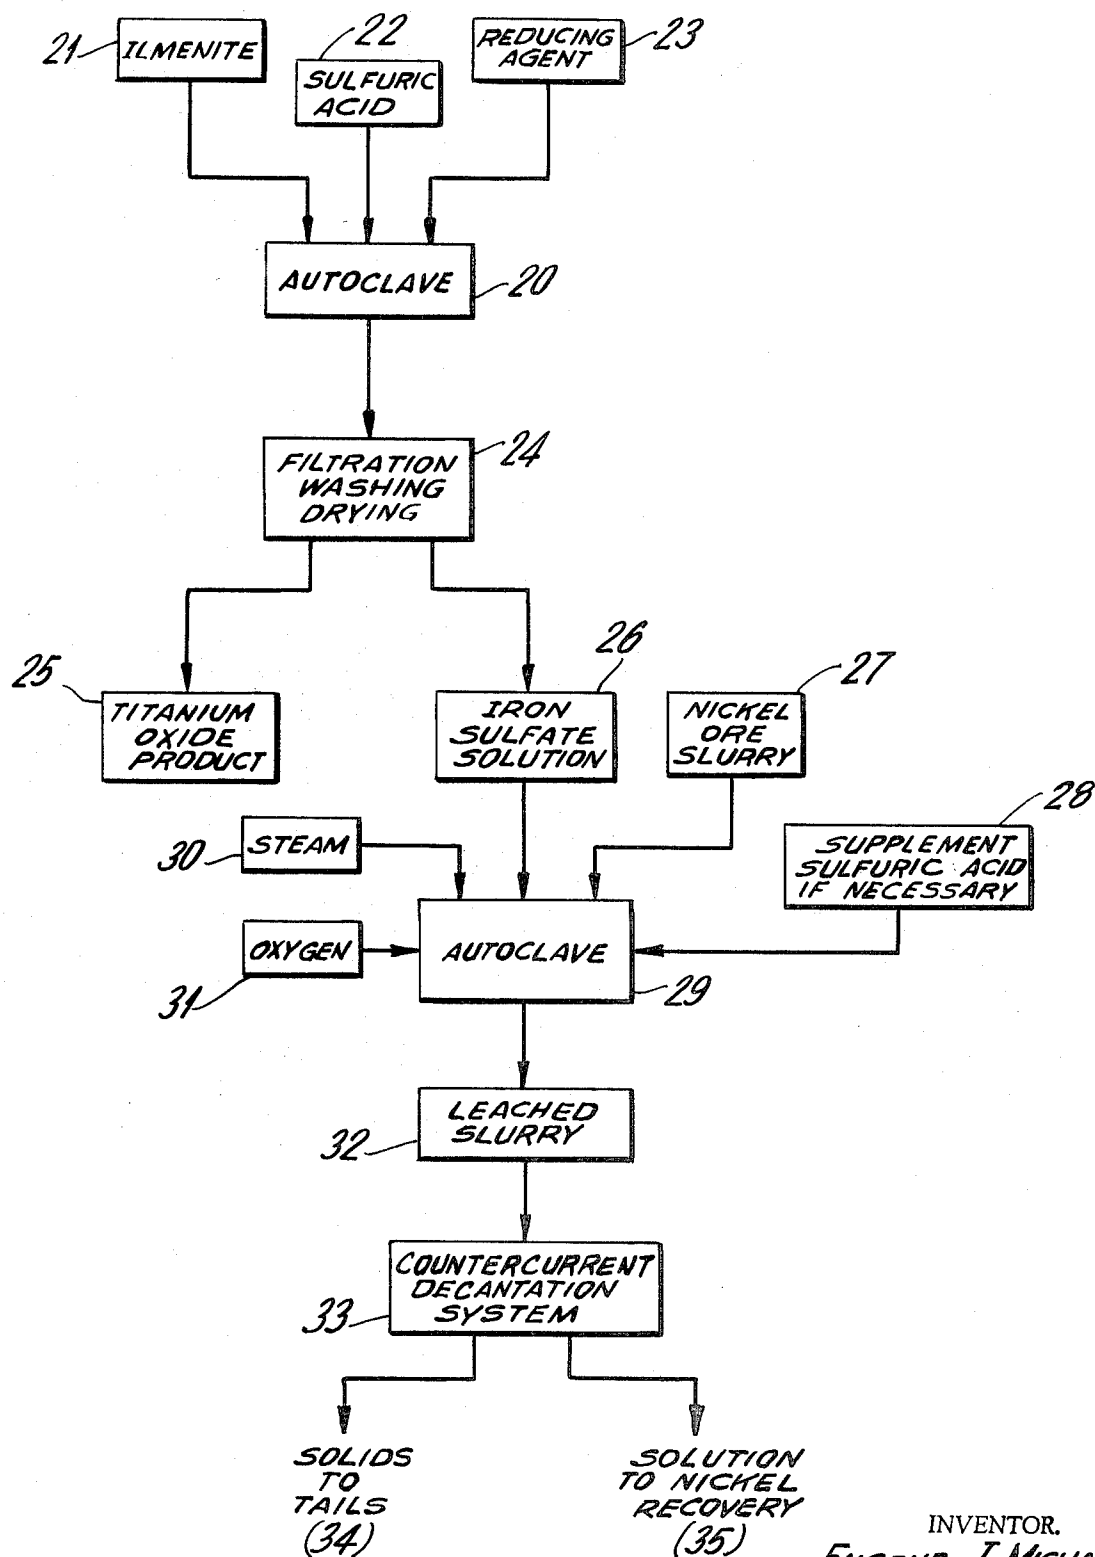 21
ILMENITE
22
SULFURIC
ACID
REDUCING
AGENT
23
AUTOCLAVE
20
FILTRATION
WASHING
DRYING
24
25
TITANIUM
OXIDE
PRODUCT
26
IRON
SULFATE
SOLUTION
27
NICKEL
ORE
SLURRY
28
SUPPLEMENT
SULFURIC ACID
IF NECESSARY
STEAM
30
OXYGEN
31
AUTOCLAVE
29
LEACHED
SLURRY
32
COUNTERCURRENT
DECANTATION
SYSTEM
33
SOLIDS
TO
TAILS
(34)
SOLUTION
TO NICKEL
RECOVERY
(35)
INVENTOR.